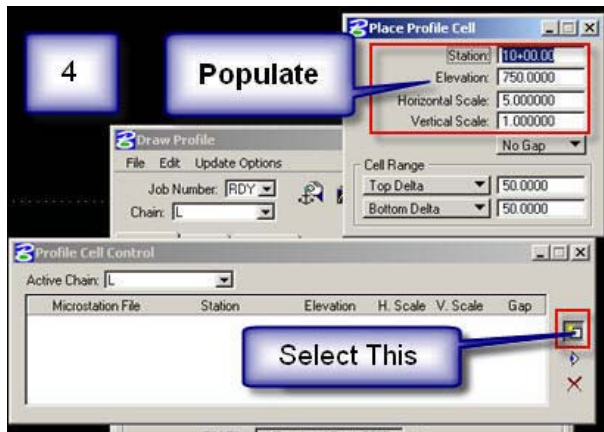 4
Populate
Place Profile Cell
Station: 10+00.00
Elevation: 750.0000
Horizontal Scale: 5.000000
Vertical Scale: 1.000000
No Gap
Cell Range
Top Delta 50.0000
Bottom Delta 50.0000
Draw Profile
File Edit Update Options
Job Number: RDY
Chain: L
Profile Cell Control
Active Chain: L
Microstation File Station Elevation H. Scale V. Scale Gap
Select This